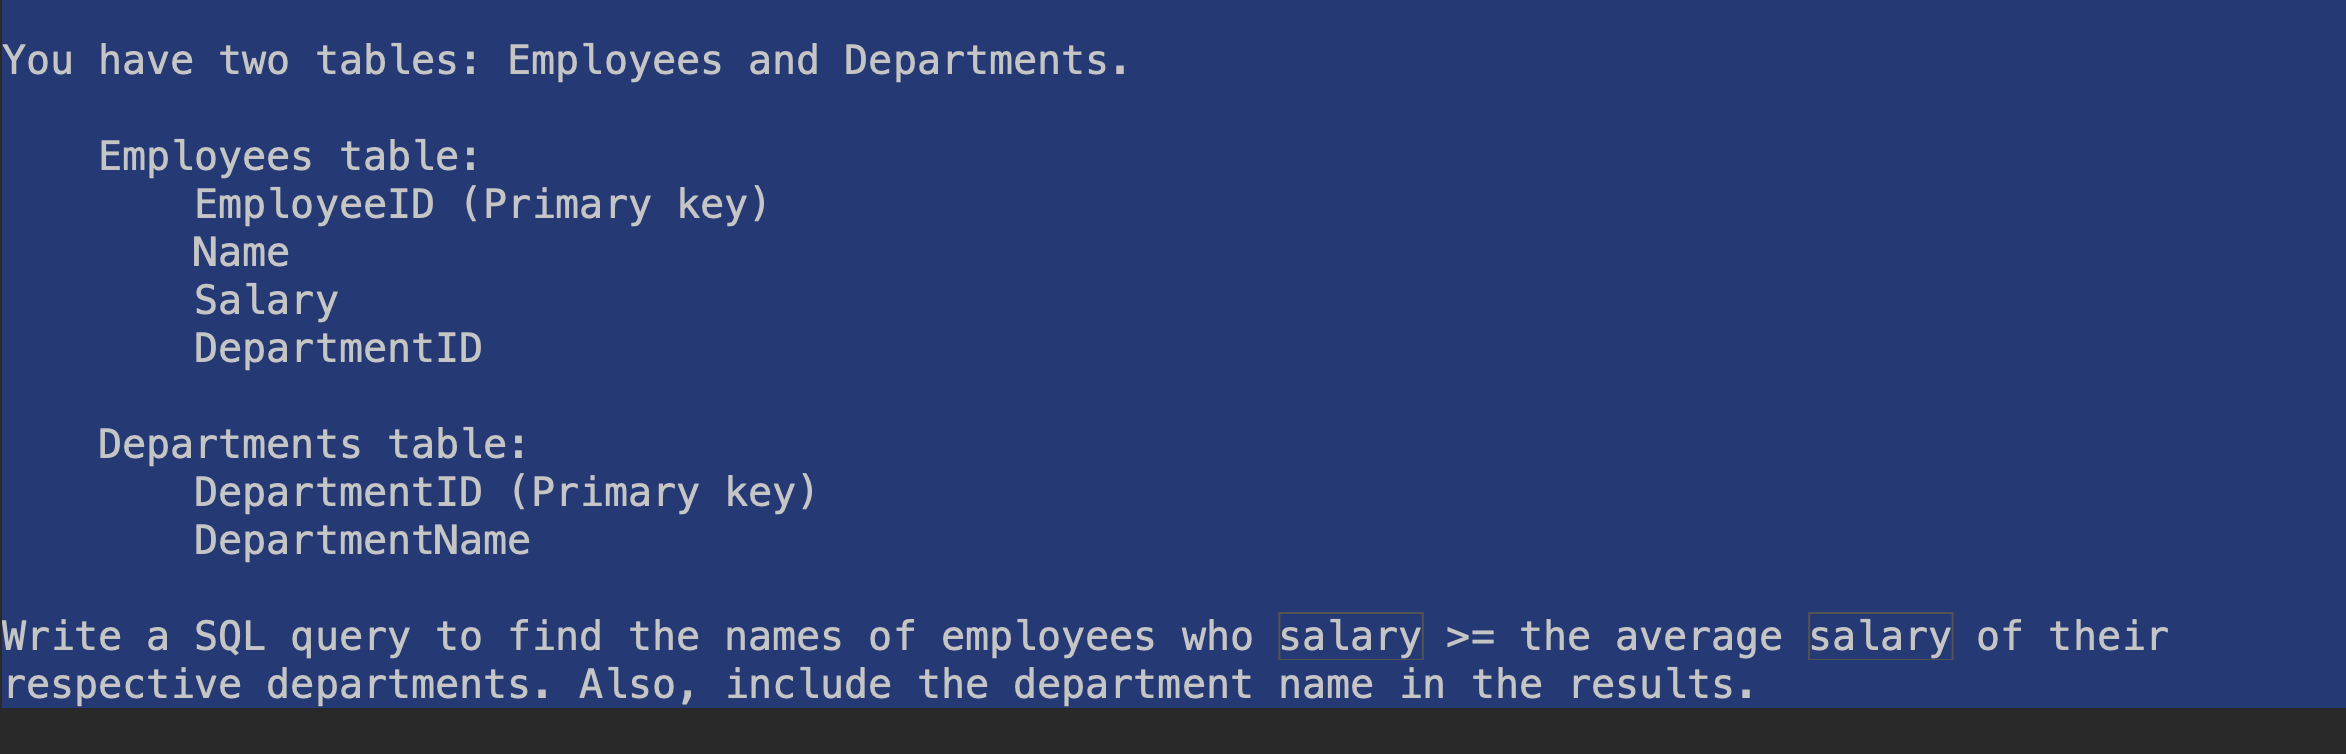 You have two tables: Employees and Departments.
Employees table:
EmployeeID (Primary key)
Name
Salary
DepartmentID
Departments table:
DepartmentID (Primary key)
DepartmentName
Write a SQL query to find the names of employees who salary >= the average salary of their
respective departments. Also, include the department name in the results.